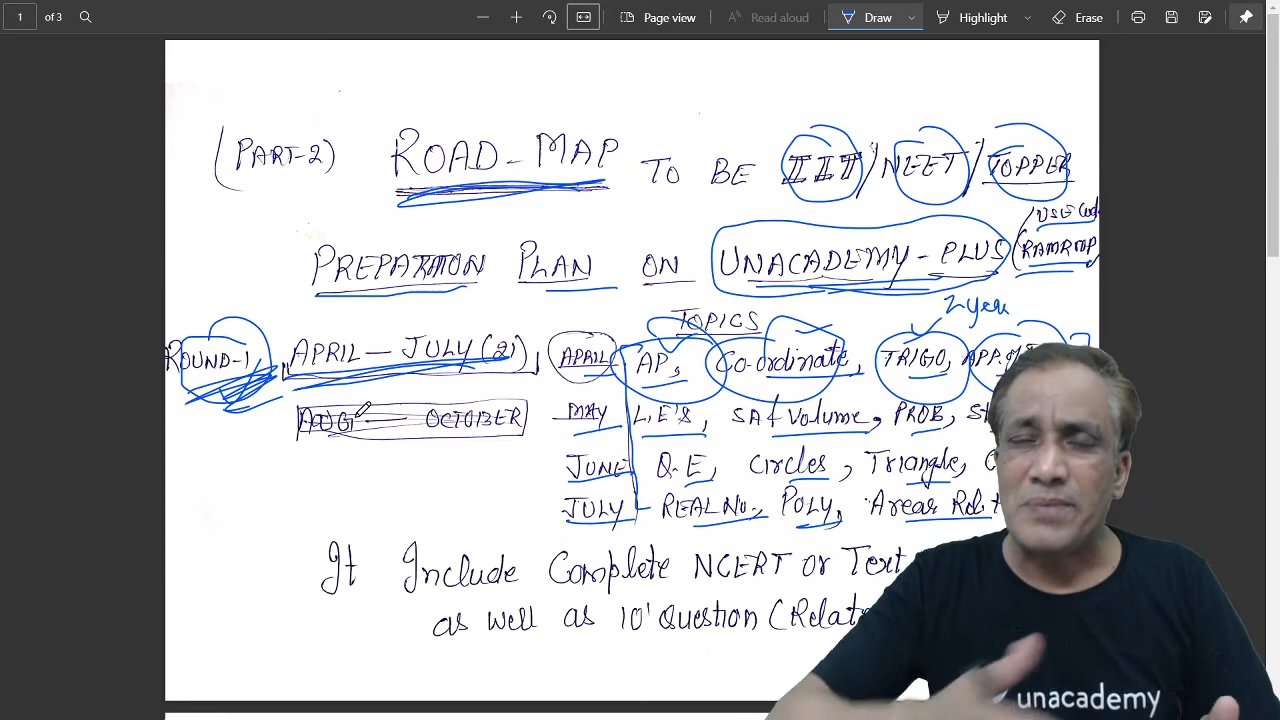 1 of 3 Page view Read aloud Draw Highlight Erase
(PART-2) ROAD-MAP TO BE IIT/NEET/TOPPER
PREPARATION PLAN ON UNACADEMY-PLUS (USE Code
RAMROOP
2 year
TOPICS
ROUND-1 APRIL - JULY (21), APRIL AP, Co-ordinate, TRIGO,
AUG - OCTOBER MAY L.E'S, SA & Volume, PROB,
JUNE Q.E, Circles, Triangle,
JULY - REAL No., POLY, Areas
It Include Complete NCERT or Text
as well as 10 Question
unacademy